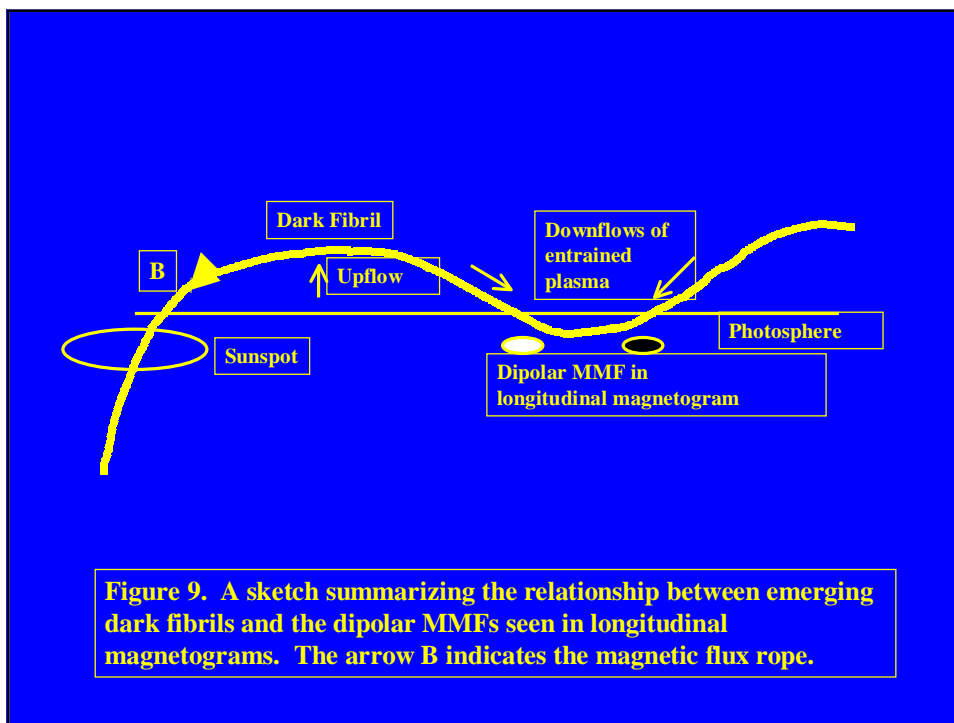 Dark Fibril
Downflows of
entrained
plasma
B
Upflow
Photosphere
Sunspot
Dipolar MMF in
longitudinal magnetogram
Figure 9. A sketch summarizing the relationship between emerging
dark fibrils and the dipolar MMFs seen in longitudinal
magnetograms. The arrow B indicates the magnetic flux rope.